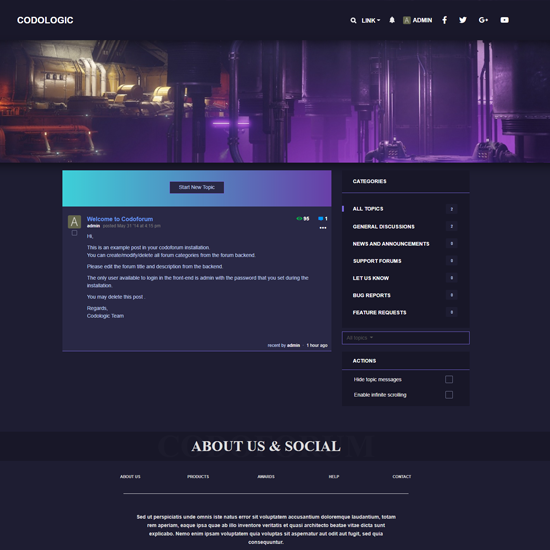 CODOLOGIC
LINK
A ADMIN
Start New Topic
A
Welcome to Codoforum
95
1
admin posted May 31 '14 at 4:15 pm
Hi,
This is an example post in your codoforum installation.
You can create/modify/delete all forum categories from the forum backend.
Please edit the forum title and description from the backend.
The only user available to login in the front-end is admin with the password that you set during the
installation.
You may delete this post .
Regards,
Codologic Team
recent by admin 1 hour ago
CATEGORIES
ALL TOPICS 2
GENERAL DISCUSSIONS 2
NEWS AND ANNOUNCEMENTS 0
SUPPORT FORUMS 0
LET US KNOW 0
BUG REPORTS 0
FEATURE REQUESTS 0
All topics
ACTIONS
Hide topic messages
Enable infinite scrolling
ABOUT US & SOCIAL
ABOUT US
PRODUCTS
AWARDS
HELP
CONTACT
Sed ut perspiciatis unde omnis iste natus error sit voluptatem accusantium doloremque laudantium, totam
rem aperiam, eaque ipsa quae ab illo inventore veritatis et quasi architecto beatae vitae dicta sunt
explicabo. Nemo enim ipsam voluptatem quia voluptas sit aspernatur aut odit aut fugit, sed quia
consequuntur.